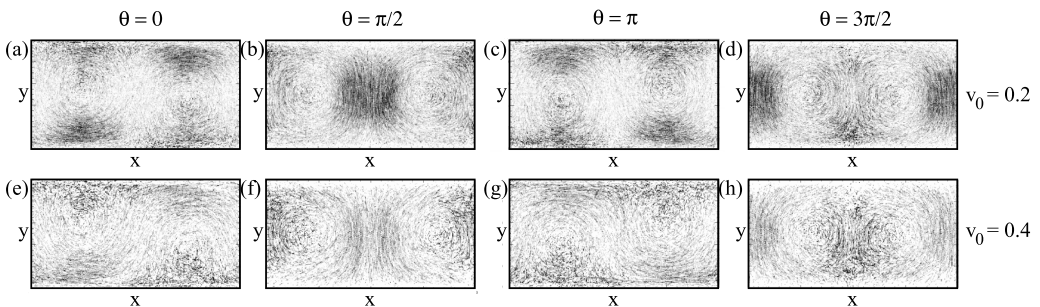 θ = 0 θ = π/2 θ = π θ = 3π/2
(a) (b) (c) (d)
y y y y v₀ = 0.2
x x x x
(e) (f) (g) (h)
y y y y v₀ = 0.4
x x x x